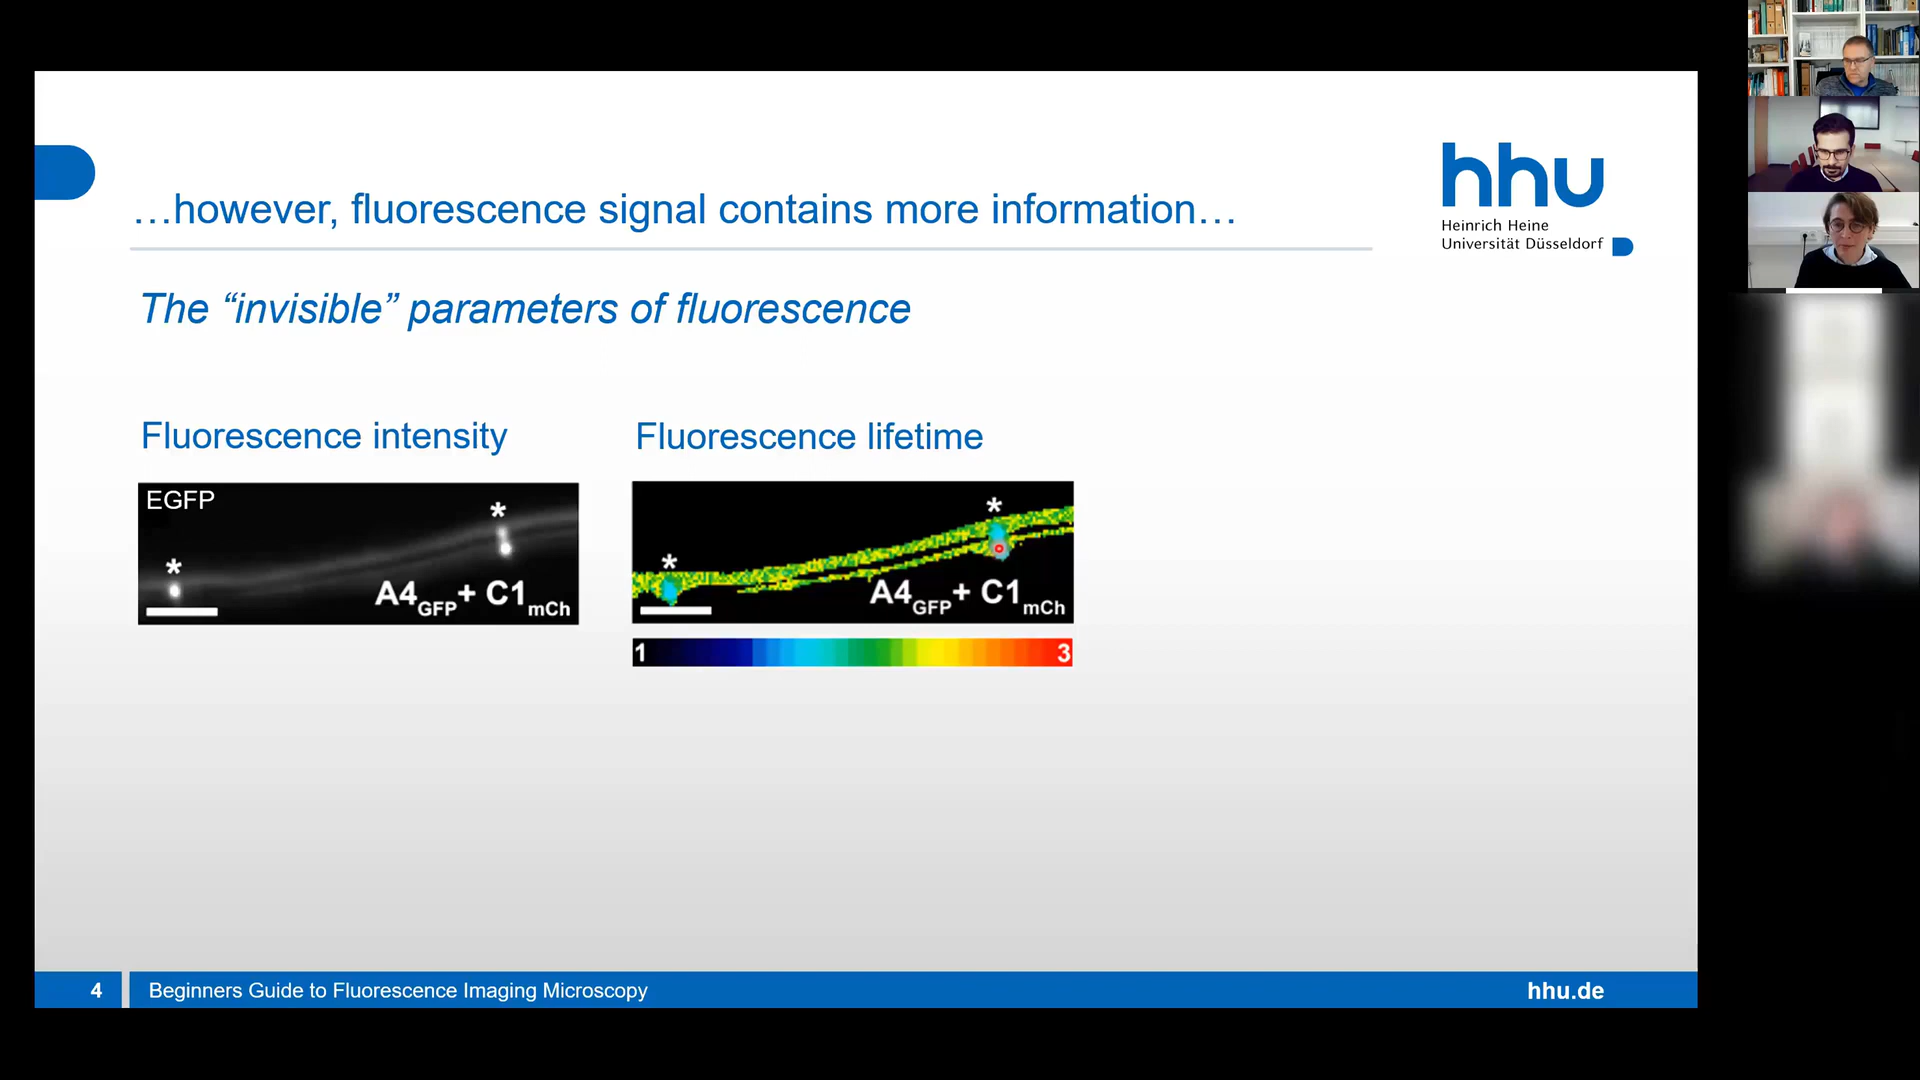 …however, fluorescence signal contains more information…
hhu
Heinrich Heine
Universität Düsseldorf
The “invisible” parameters of fluorescence
Fluorescence intensity
Fluorescence lifetime
EGFP
*
*
A4GFP+ C1mCh
*
*
A4GFP+ C1mCh
1
3
4
Beginners Guide to Fluorescence Imaging Microscopy
hhu.de